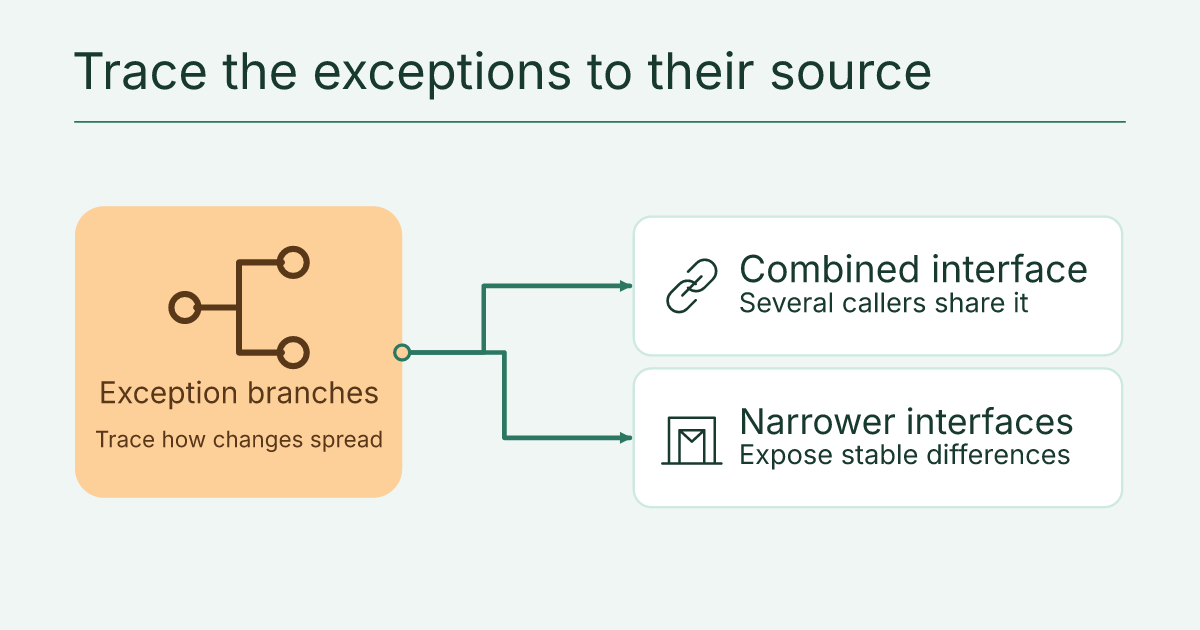 Trace the exceptions to their source
Exception branches
Trace how changes spread
Combined interface
Several callers share it
Narrower interfaces
Expose stable differences